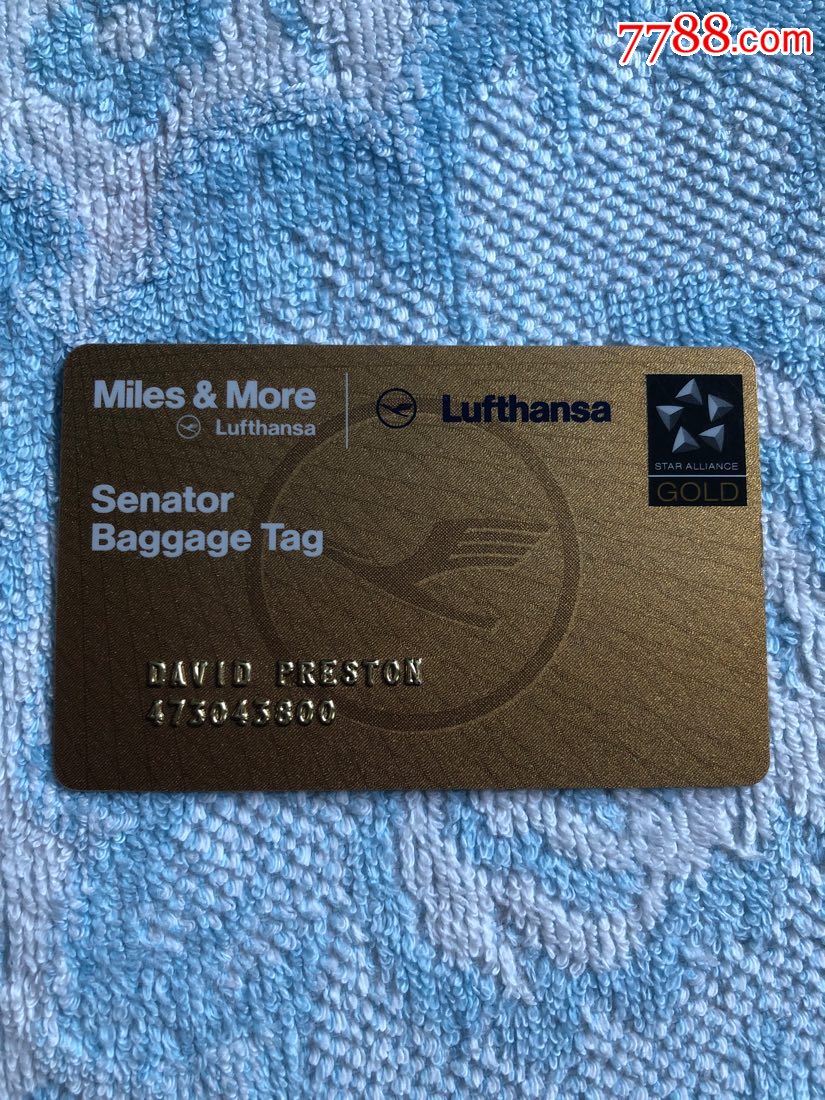 7788.com
Miles & More
Lufthansa
Lufthansa
STAR ALLIANCE
GOLD
Senator
Baggage Tag
DAVID PRESTON
473043800